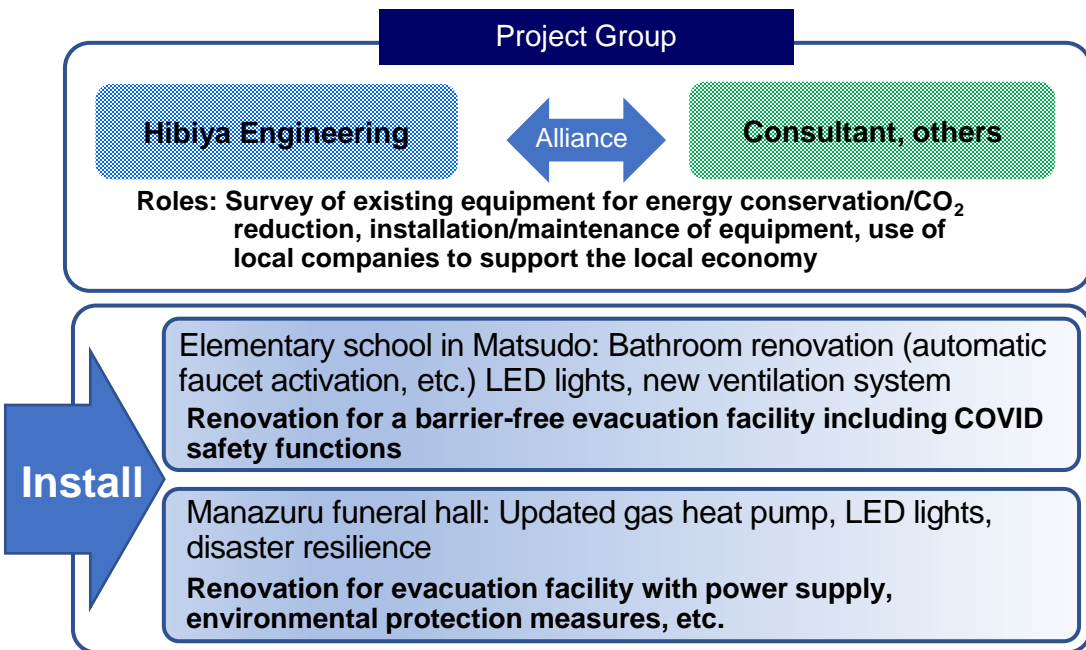 Project Group
Hibiya Engineering
Alliance
Consultant, others
Roles: Survey of existing equipment for energy conservation/CO₂
reduction, installation/maintenance of equipment, use of
local companies to support the local economy
Install
Elementary school in Matsudo: Bathroom renovation (automatic
faucet activation, etc.) LED lights, new ventilation system
Renovation for a barrier-free evacuation facility including COVID
safety functions
Manazuru funeral hall: Updated gas heat pump, LED lights,
disaster resilience
Renovation for evacuation facility with power supply,
environmental protection measures, etc.